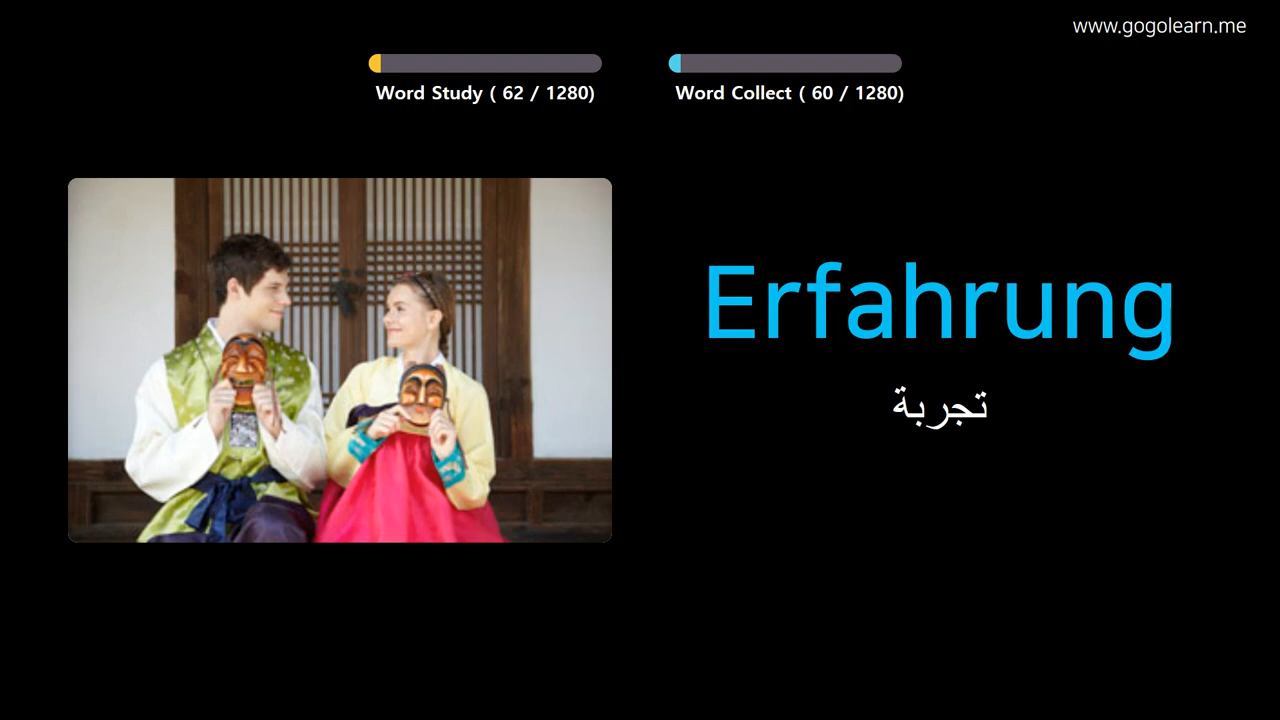 www.gogolearn.me
Word Study ( 62 / 1280)
Word Collect ( 60 / 1280)
Erfahrung
تجربة